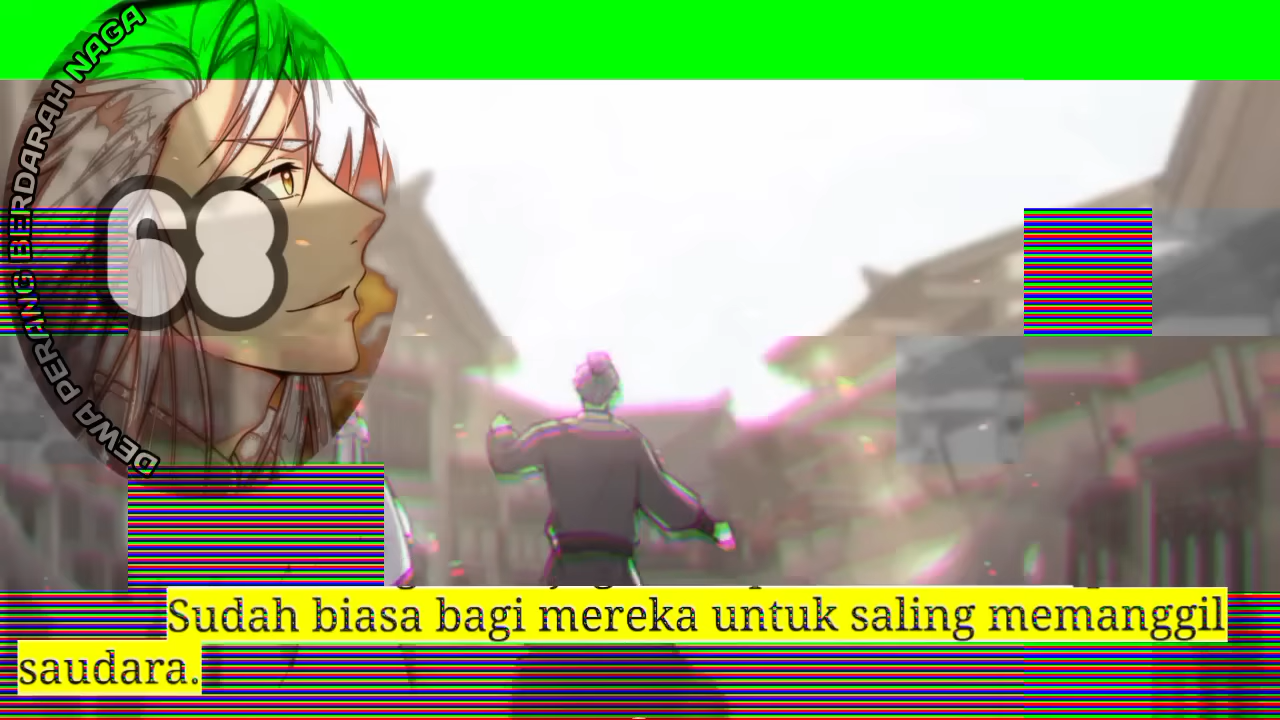 DEWA PERANG BERDARAH NAGA
68
Sudah biasa bagi mereka untuk saling memanggil
saudara.